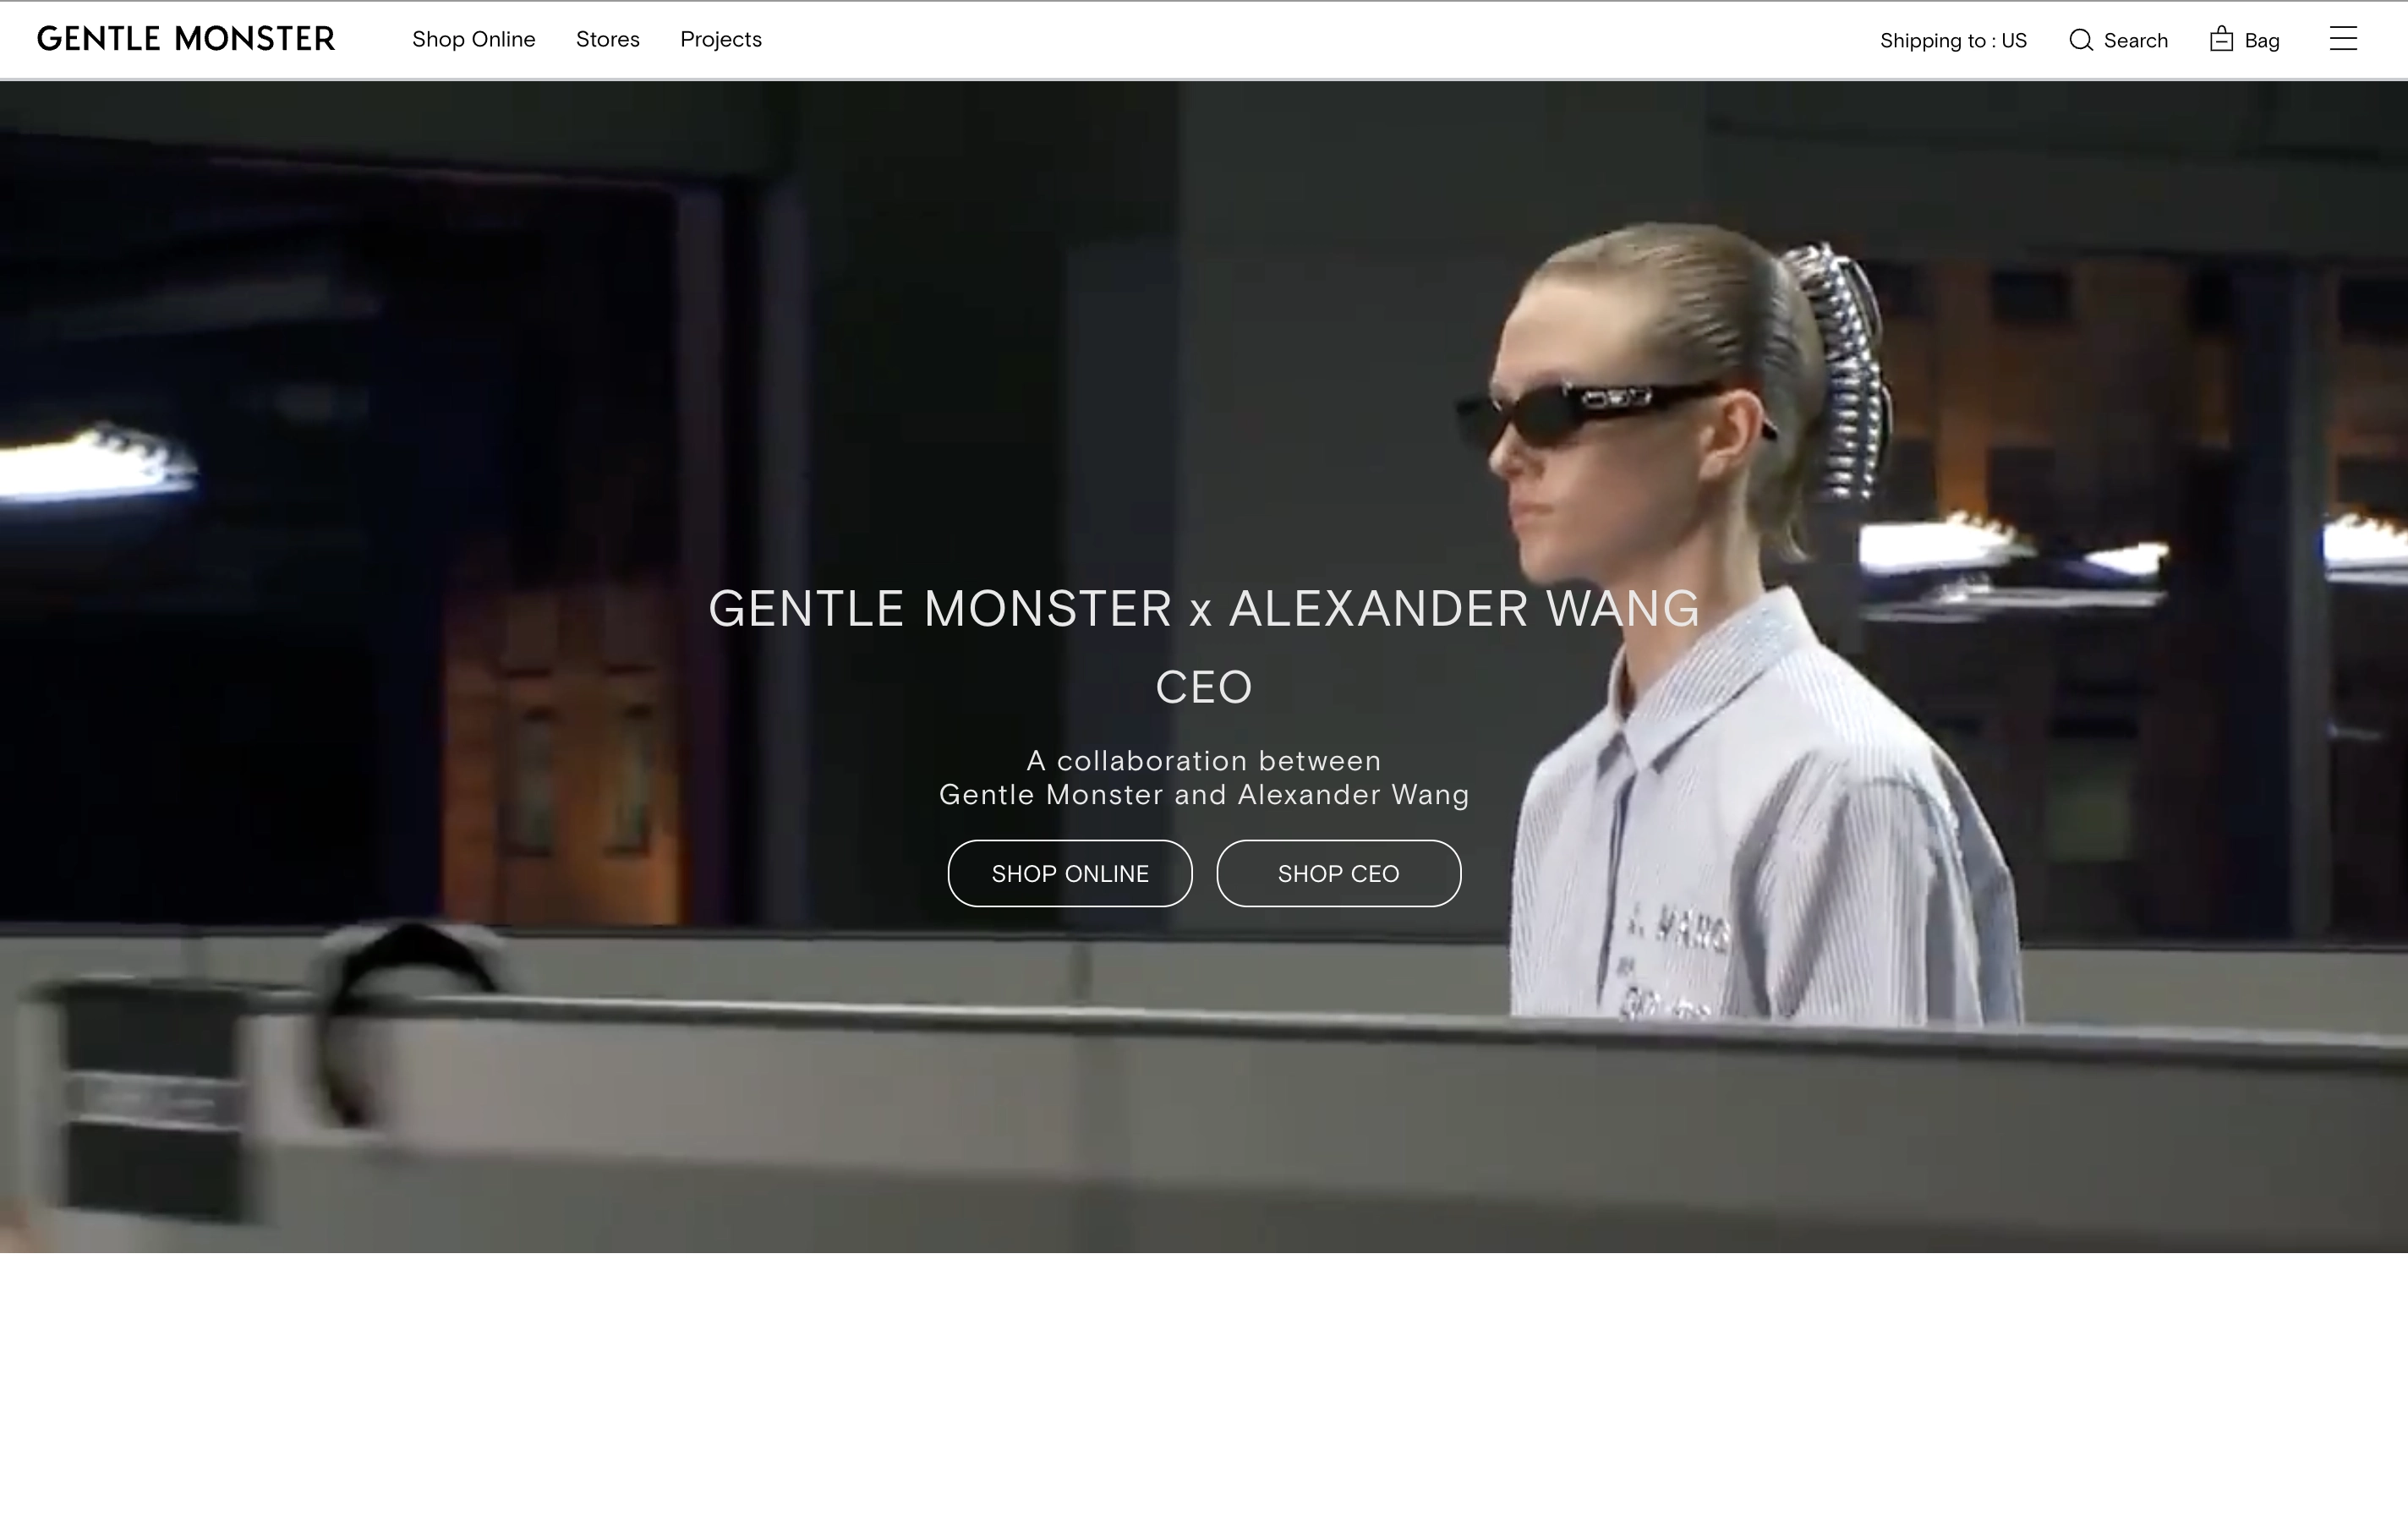 GENTLE MONSTER
Shop Online
Stores
Projects
Shipping to : US
Search
Bag
GENTLE MONSTER x ALEXANDER WANG
CEO
A collaboration between
Gentle Monster and Alexander Wang
SHOP ONLINE
SHOP CEO
WANG